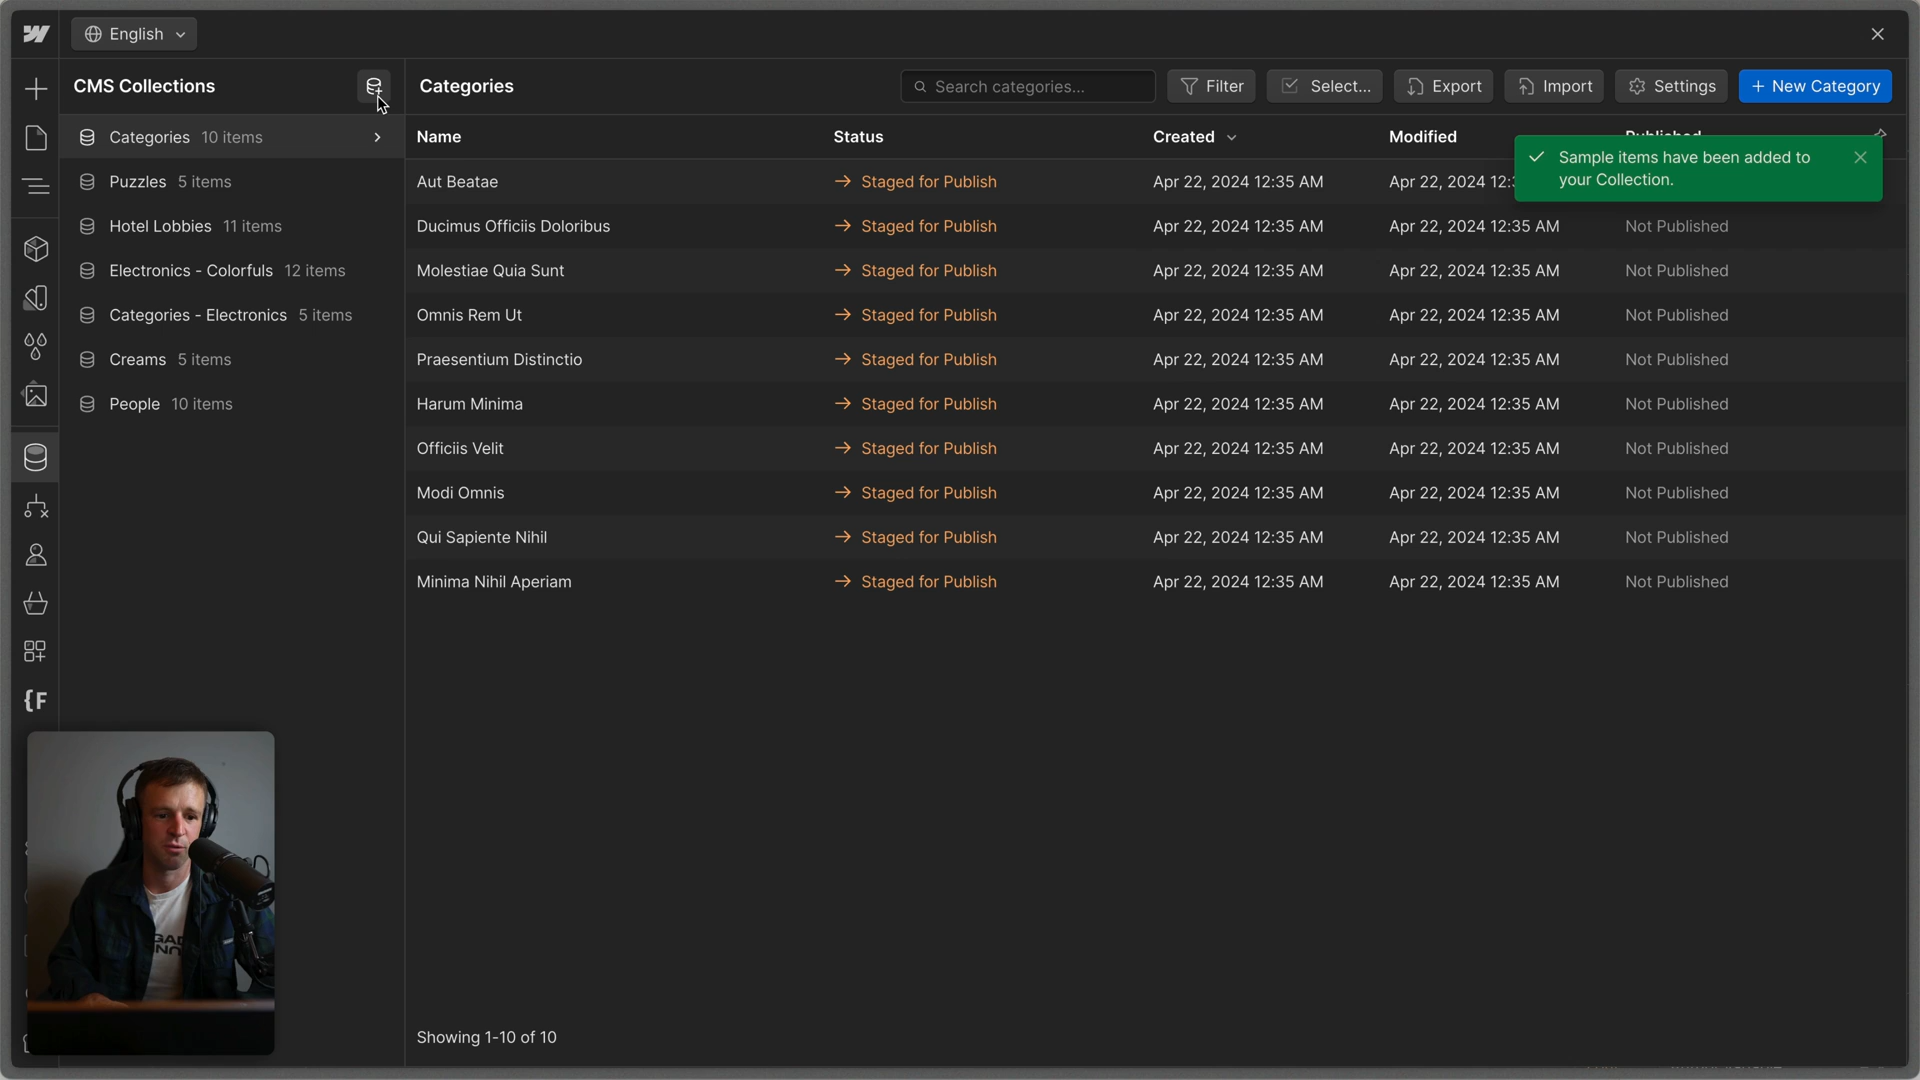 English
CMS Collections
Categories
Search categories...
Filter
Select...
Export
Import
Settings
+ New Category
Categories 10 items
Puzzles 5 items
Hotel Lobbies 11 items
Electronics - Colorfuls 12 items
Categories - Electronics 5 items
Creams 5 items
People 10 items
{F
Name Status Created Modified Published
Sample items have been added to
your Collection.
Aut Beatae Staged for Publish Apr 22, 2024 12:35 AM Apr 22, 2024 12:3
Ducimus Officiis Doloribus Staged for Publish Apr 22, 2024 12:35 AM Apr 22, 2024 12:35 AM Not Published
Molestiae Quia Sunt Staged for Publish Apr 22, 2024 12:35 AM Apr 22, 2024 12:35 AM Not Published
Omnis Rem Ut Staged for Publish Apr 22, 2024 12:35 AM Apr 22, 2024 12:35 AM Not Published
Praesentium Distinctio Staged for Publish Apr 22, 2024 12:35 AM Apr 22, 2024 12:35 AM Not Published
Harum Minima Staged for Publish Apr 22, 2024 12:35 AM Apr 22, 2024 12:35 AM Not Published
Officiis Velit Staged for Publish Apr 22, 2024 12:35 AM Apr 22, 2024 12:35 AM Not Published
Modi Omnis Staged for Publish Apr 22, 2024 12:35 AM Apr 22, 2024 12:35 AM Not Published
Qui Sapiente Nihil Staged for Publish Apr 22, 2024 12:35 AM Apr 22, 2024 12:35 AM Not Published
Minima Nihil Aperiam Staged for Publish Apr 22, 2024 12:35 AM Apr 22, 2024 12:35 AM Not Published
Showing 1-10 of 10